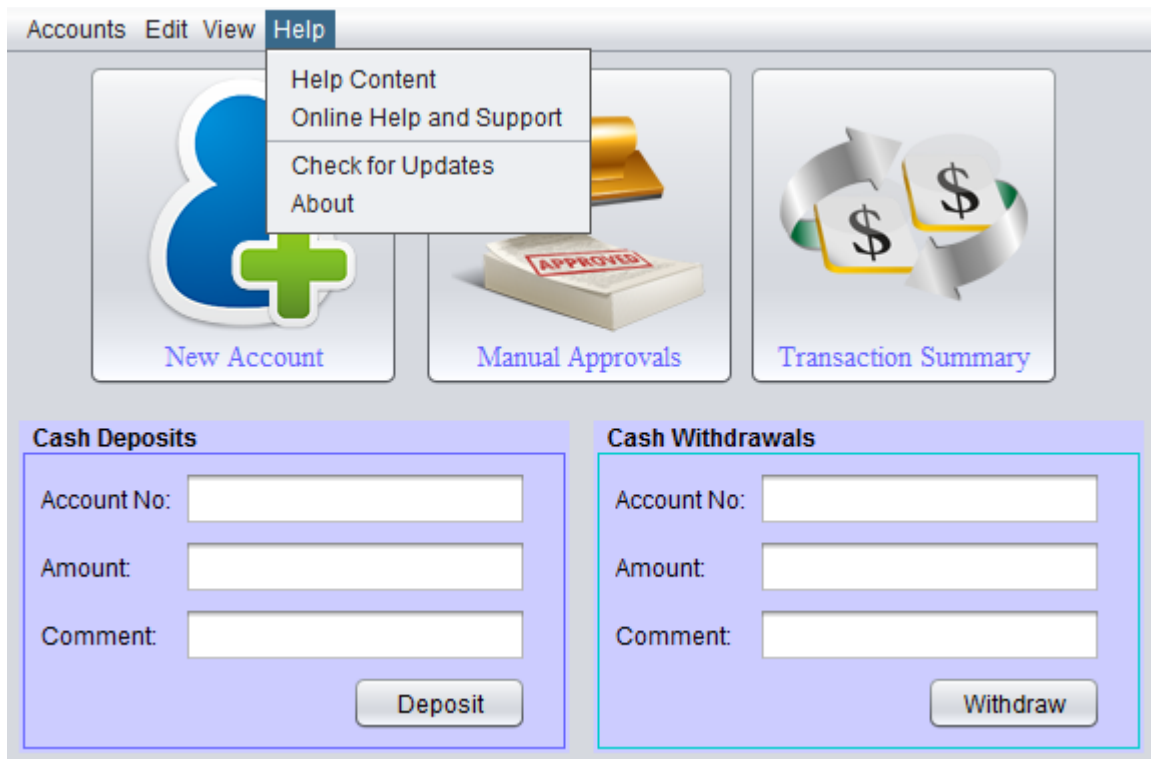 Accounts Edit View Help
Help Content
Online Help and Support
Check for Updates
About
APPROVED
$ $
New Account
Manual Approvals
Transaction Summary
Cash Deposits
Account No:
Amount:
Comment:
Deposit
Cash Withdrawals
Account No:
Amount:
Comment:
Withdraw